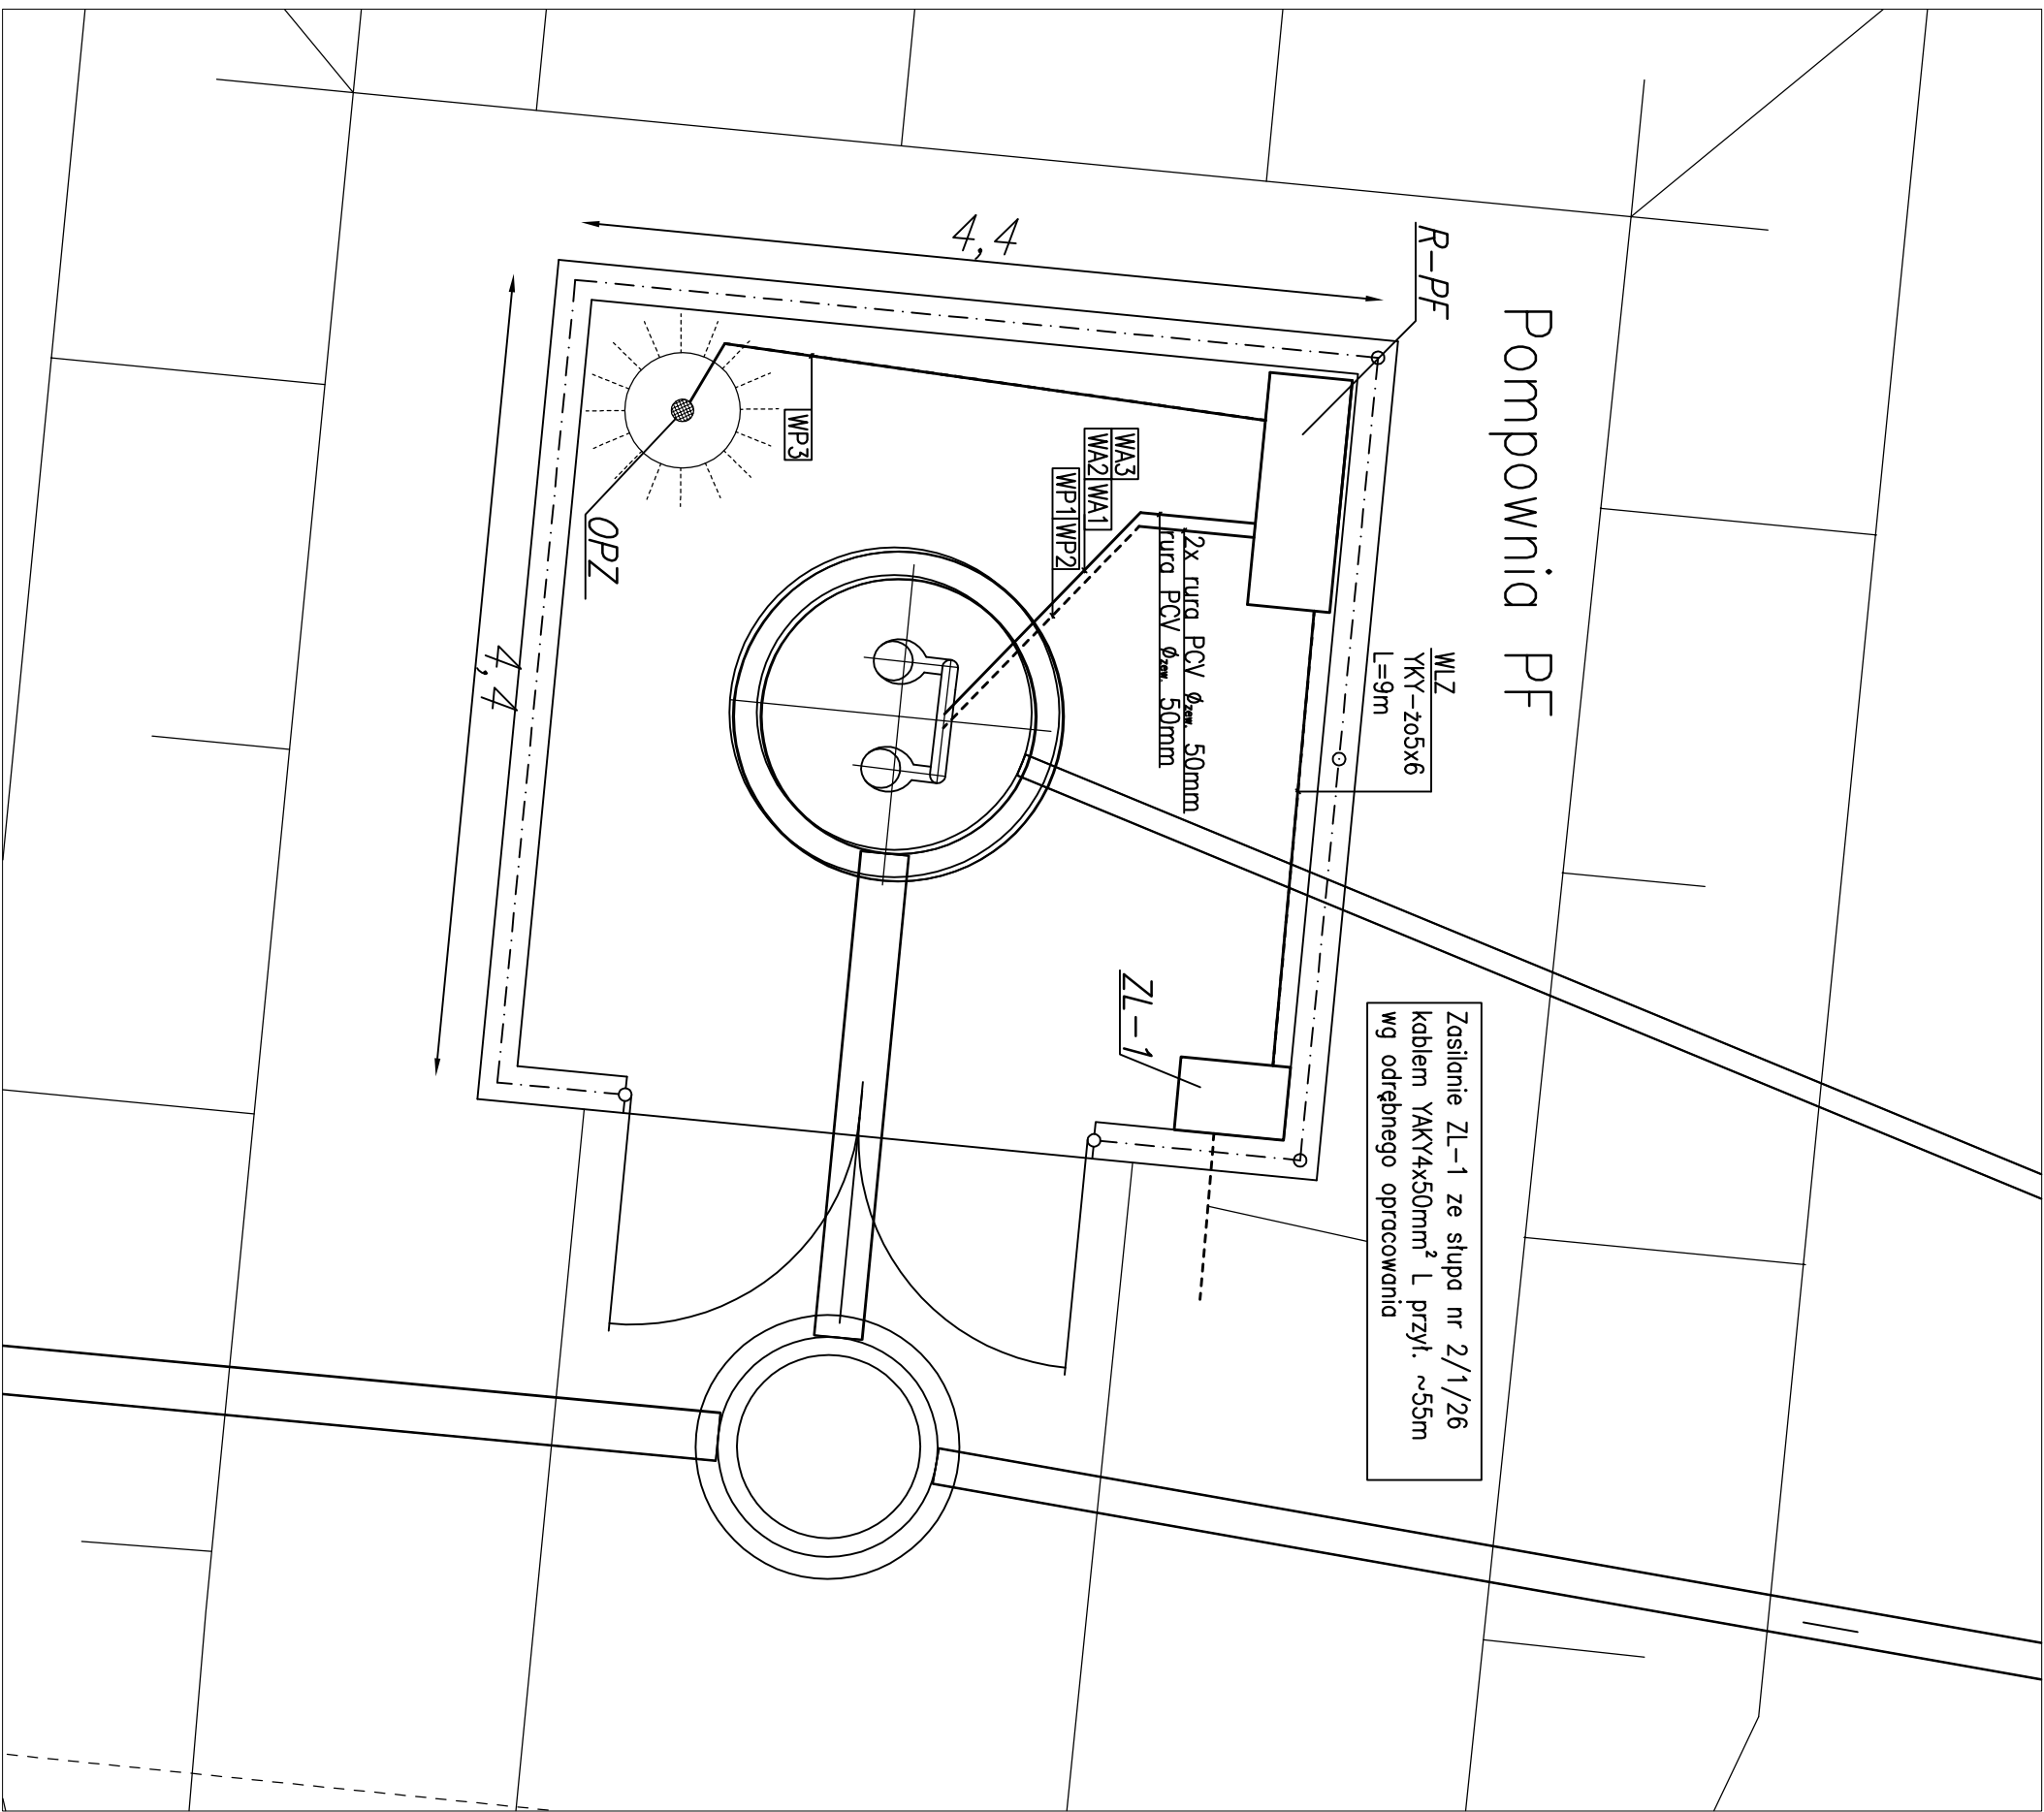 Pompownia PF
R-PF
4,4
4,4
WLZ
YKY-żo5x6
L=9m
2x rura PCV Øzew. 50mm
rura PCV Øzew. 50mm
WA3
WA2 WA1
WP1 WP2
WP3
OPZ
ZL-1
Zasilanie ZL-1 ze słupa nr 2/1/26
kablem YAKY4x50mm² L przył. ~55m
wg odrębnego opracowania